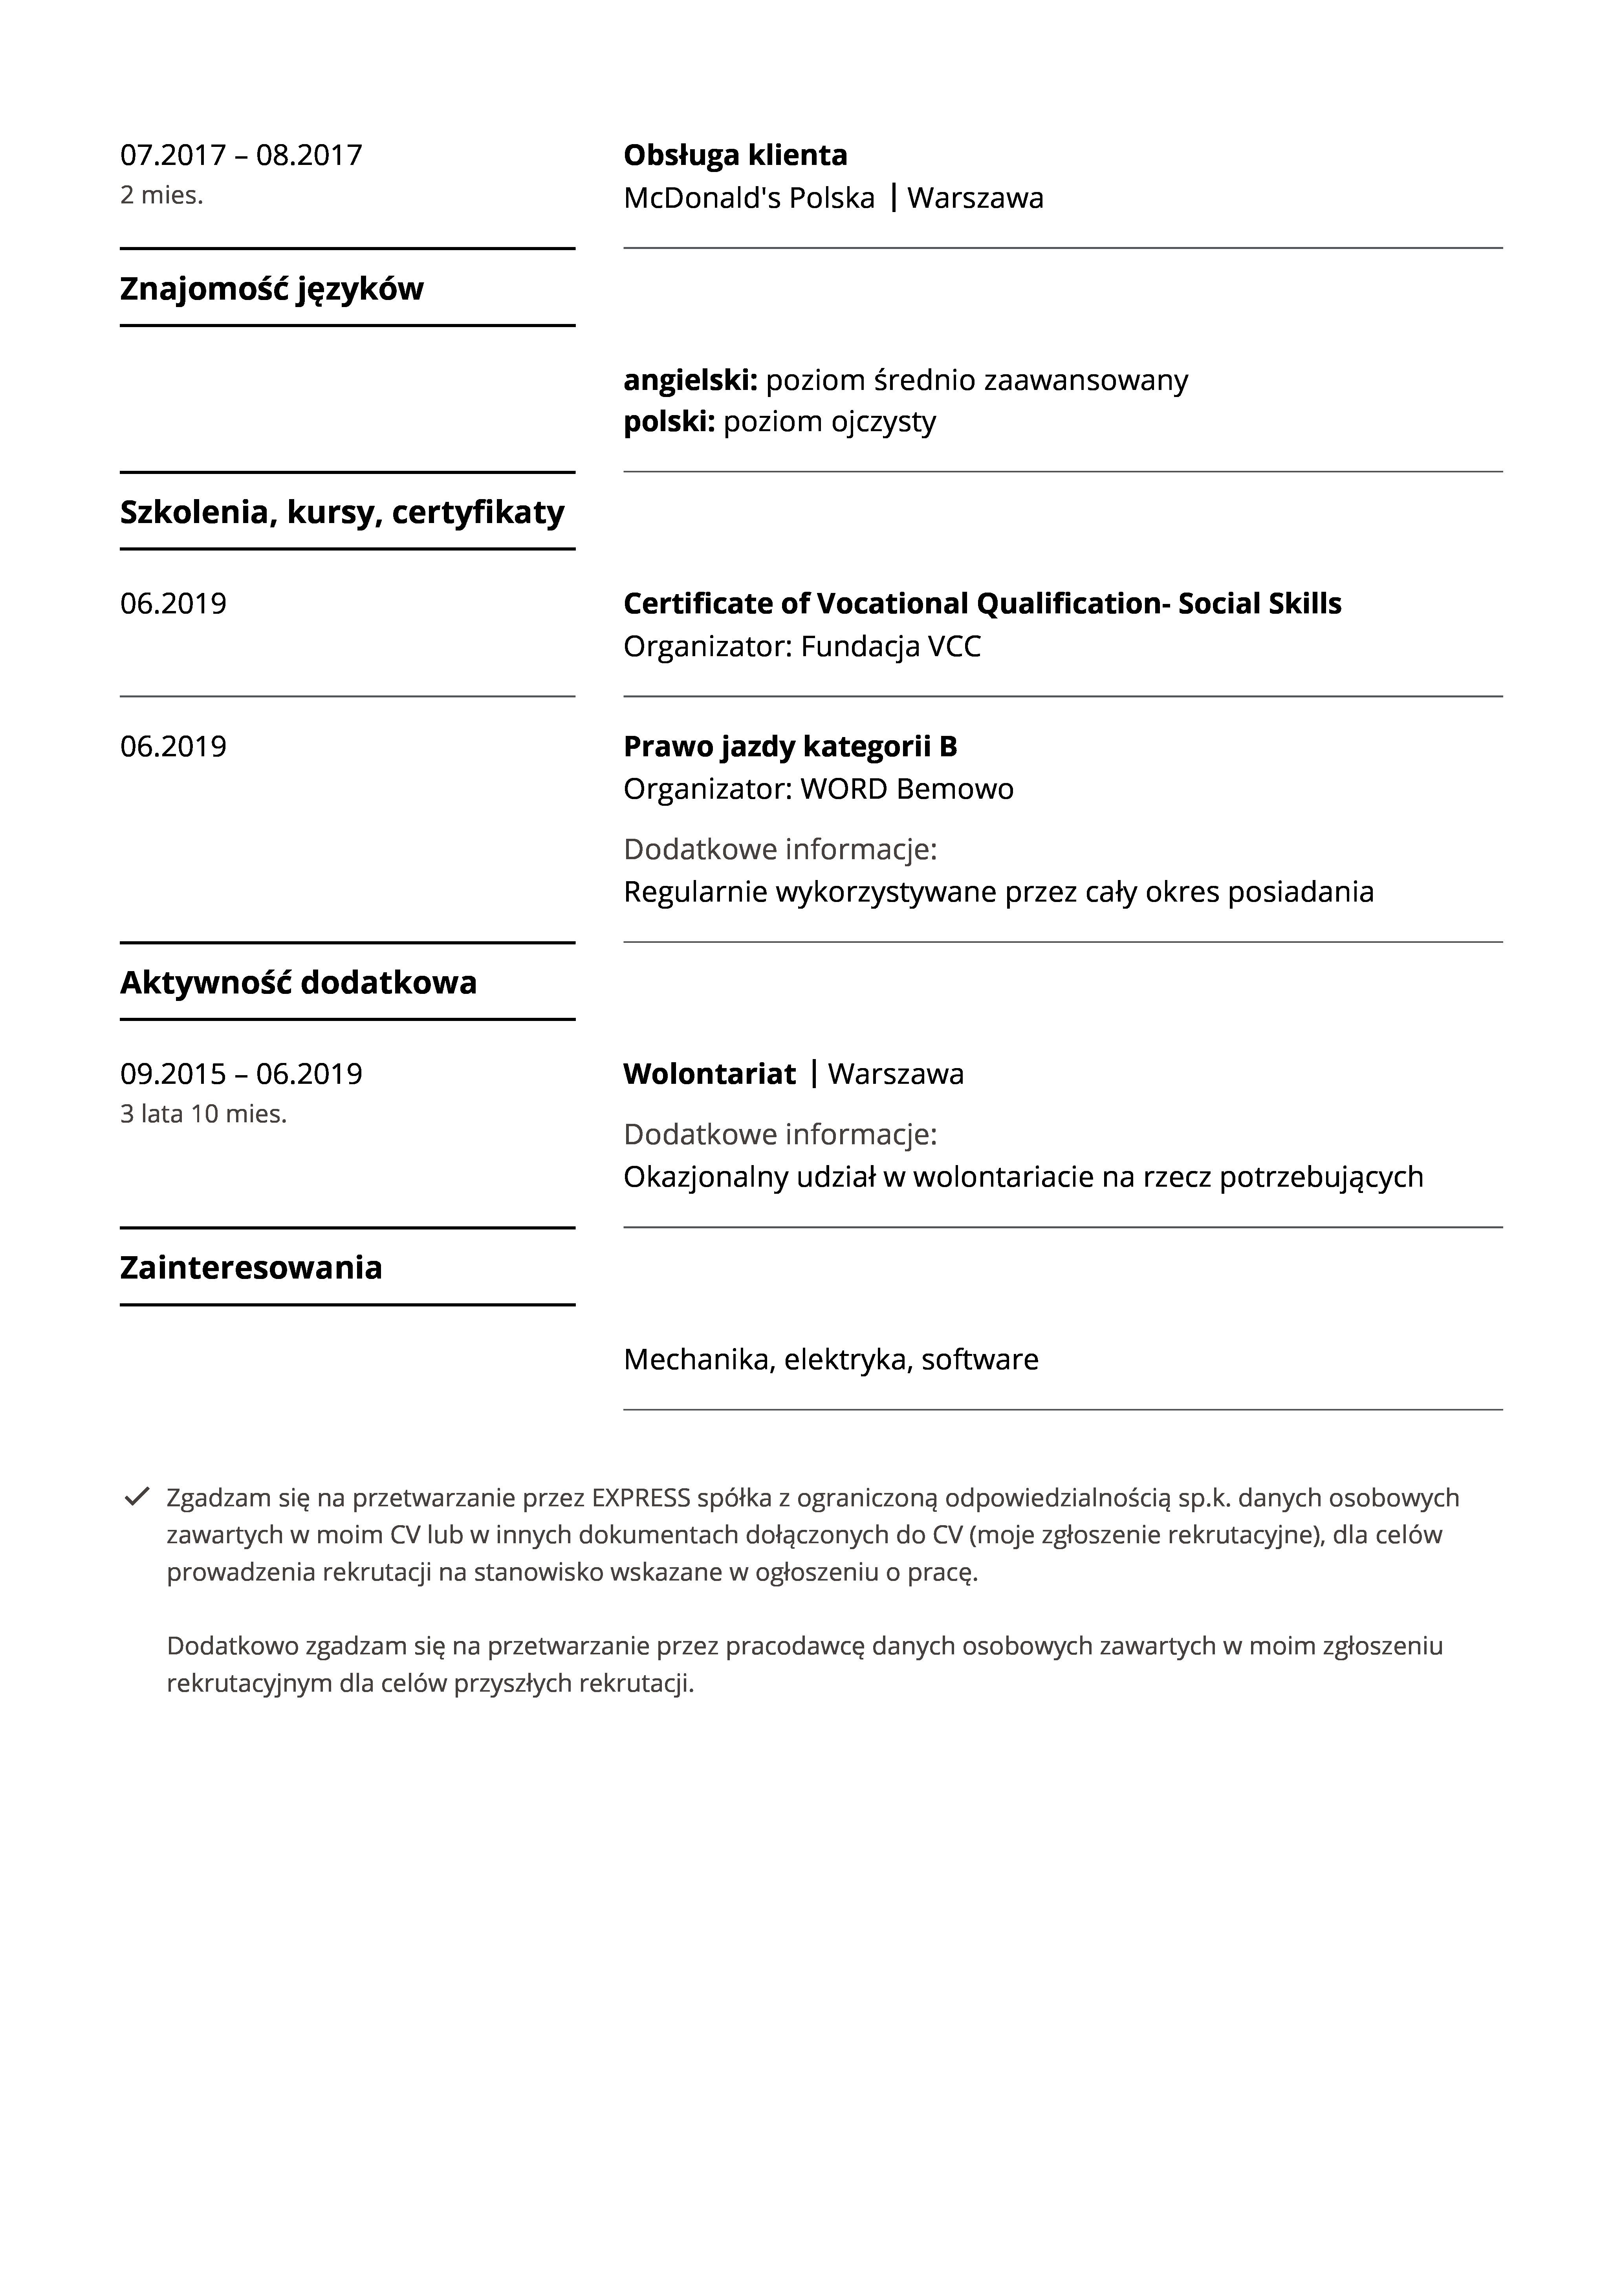 07.2017 – 08.2017
2 mies.
Obsługa klienta
McDonald's Polska | Warszawa
Znajomość języków
angielski: poziom średnio zaawansowany
polski: poziom ojczysty
Szkolenia, kursy, certyfikaty
06.2019
Certificate of Vocational Qualification- Social Skills
Organizator: Fundacja VCC
06.2019
Prawo jazdy kategorii B
Organizator: WORD Bemowo
Dodatkowe informacje:
Regularnie wykorzystywane przez cały okres posiadania
Aktywność dodatkowa
09.2015 – 06.2019
3 lata 10 mies.
Wolontariat | Warszawa
Dodatkowe informacje:
Okazjonalny udział w wolontariacie na rzecz potrzebujących
Zainteresowania
Mechanika, elektryka, software
Zgadzam się na przetwarzanie przez EXPRESS spółka z ograniczoną odpowiedzialnością sp.k. danych osobowych
zawartych w moim CV lub w innych dokumentach dołączonych do CV (moje zgłoszenie rekrutacyjne), dla celów
prowadzenia rekrutacji na stanowisko wskazane w ogłoszeniu o pracę.
Dodatkowo zgadzam się na przetwarzanie przez pracodawcę danych osobowych zawartych w moim zgłoszeniu
rekrutacyjnym dla celów przyszłych rekrutacji.